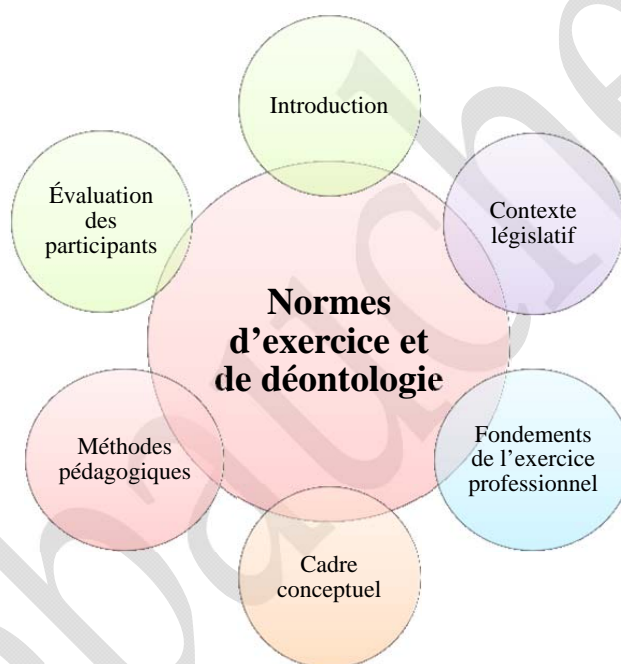 Introduction
Contexte
législatif
Fondements
de l’exercice
professionnel
Cadre
conceptuel
Méthodes
pédagogiques
Évaluation
des
participants
Normes
d’exercice et
de déontologie